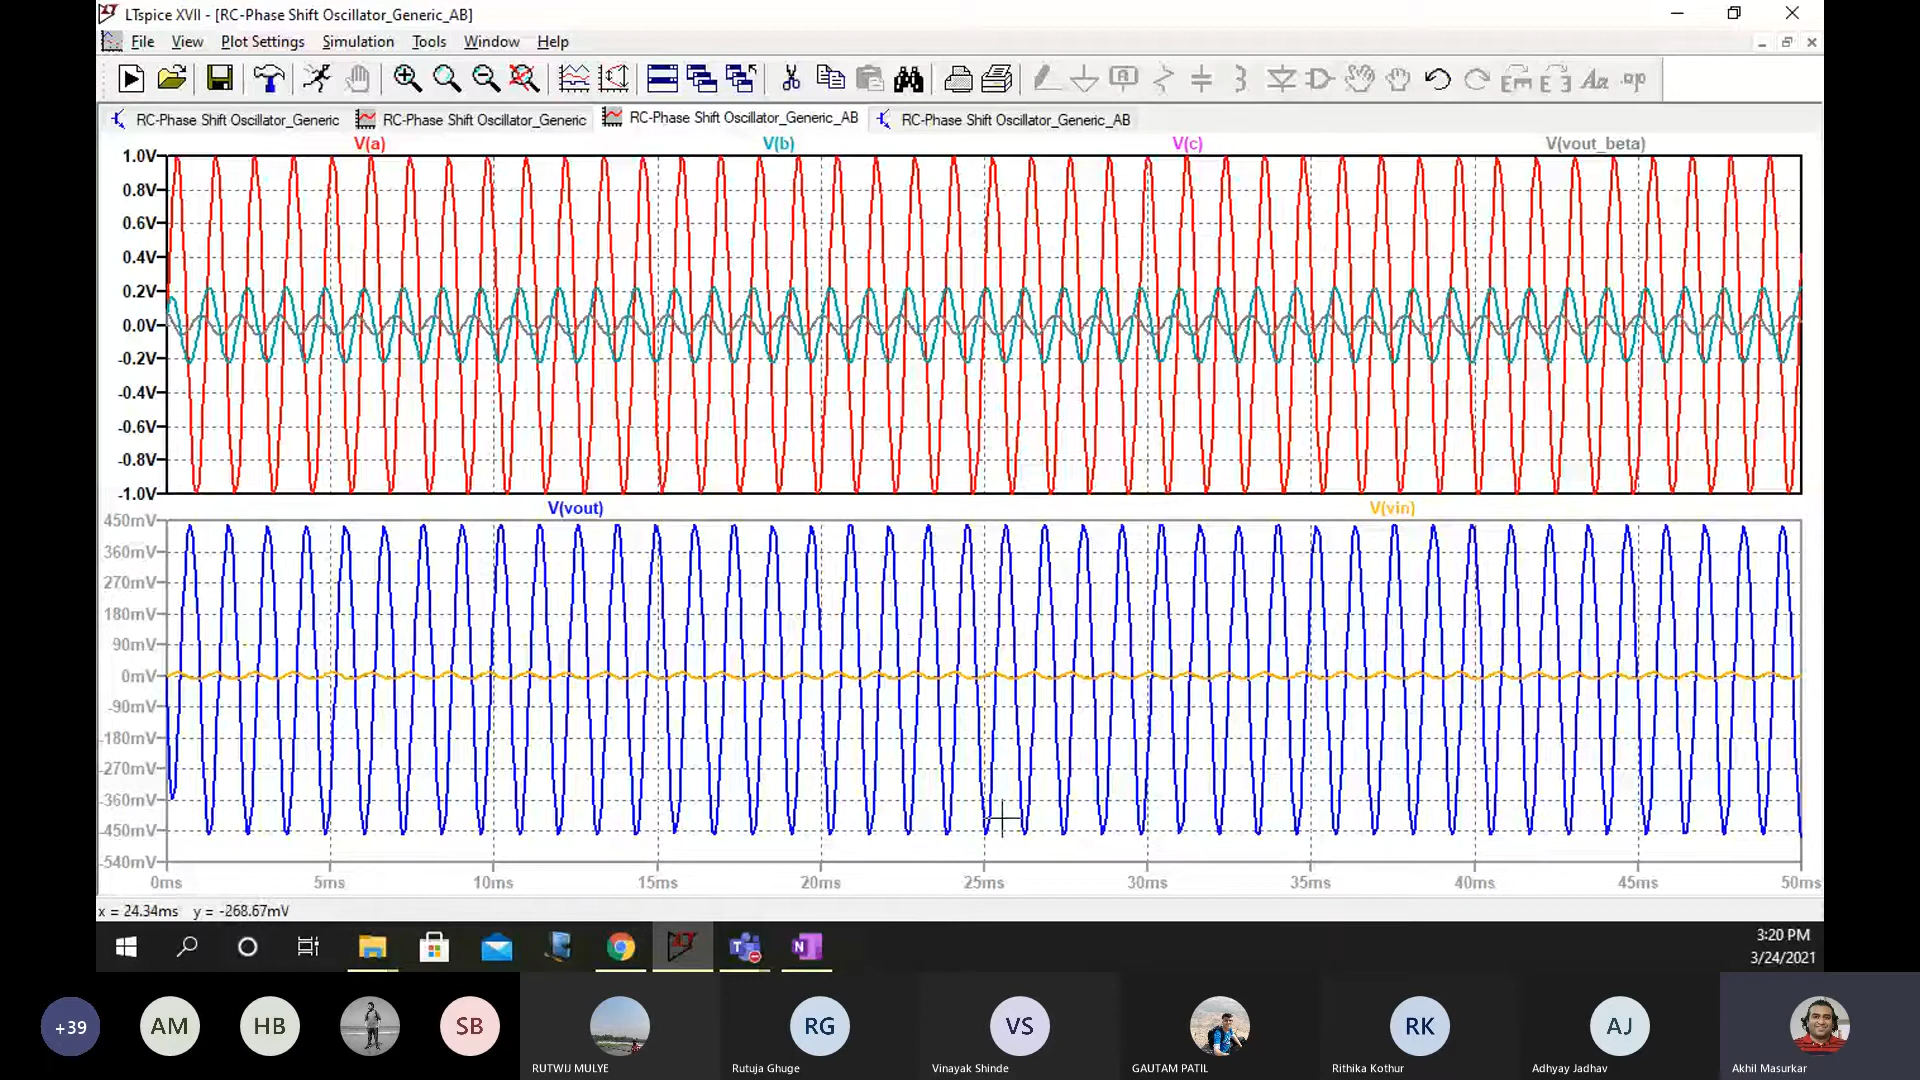 LTspice XVII - [RC-Phase Shift Oscillator_Generic_AB]
File View Plot Settings Simulation Tools Window Help
RC-Phase Shift Oscillator_Generic RC-Phase Shift Oscillator_Generic RC-Phase Shift Oscillator_Generic_AB RC-Phase Shift Oscillator_Generic_AB
V(a) V(b) V(c) V(vout_beta)
1.0V
0.8V
0.6V
0.4V
0.2V
0.0V
-0.2V
-0.4V
-0.6V
-0.8V
-1.0V
V(vout) V(vin)
450mV
360mV
270mV
180mV
90mV
0mV
-90mV
-180mV
-270mV
-360mV
-450mV
-540mV
0ms 5ms 10ms 15ms 20ms 25ms 30ms 35ms 40ms 45ms 50ms
x = 24.34ms y = -268.67mV
3:20 PM
3/24/2021
+39 AM HB SB RG VS RK AJ
RUTWIJ MULYE Rutuja Ghuge Vinayak Shinde GAUTAM PATIL Rithika Kothur Adhyay Jadhav Akhil Masurkar